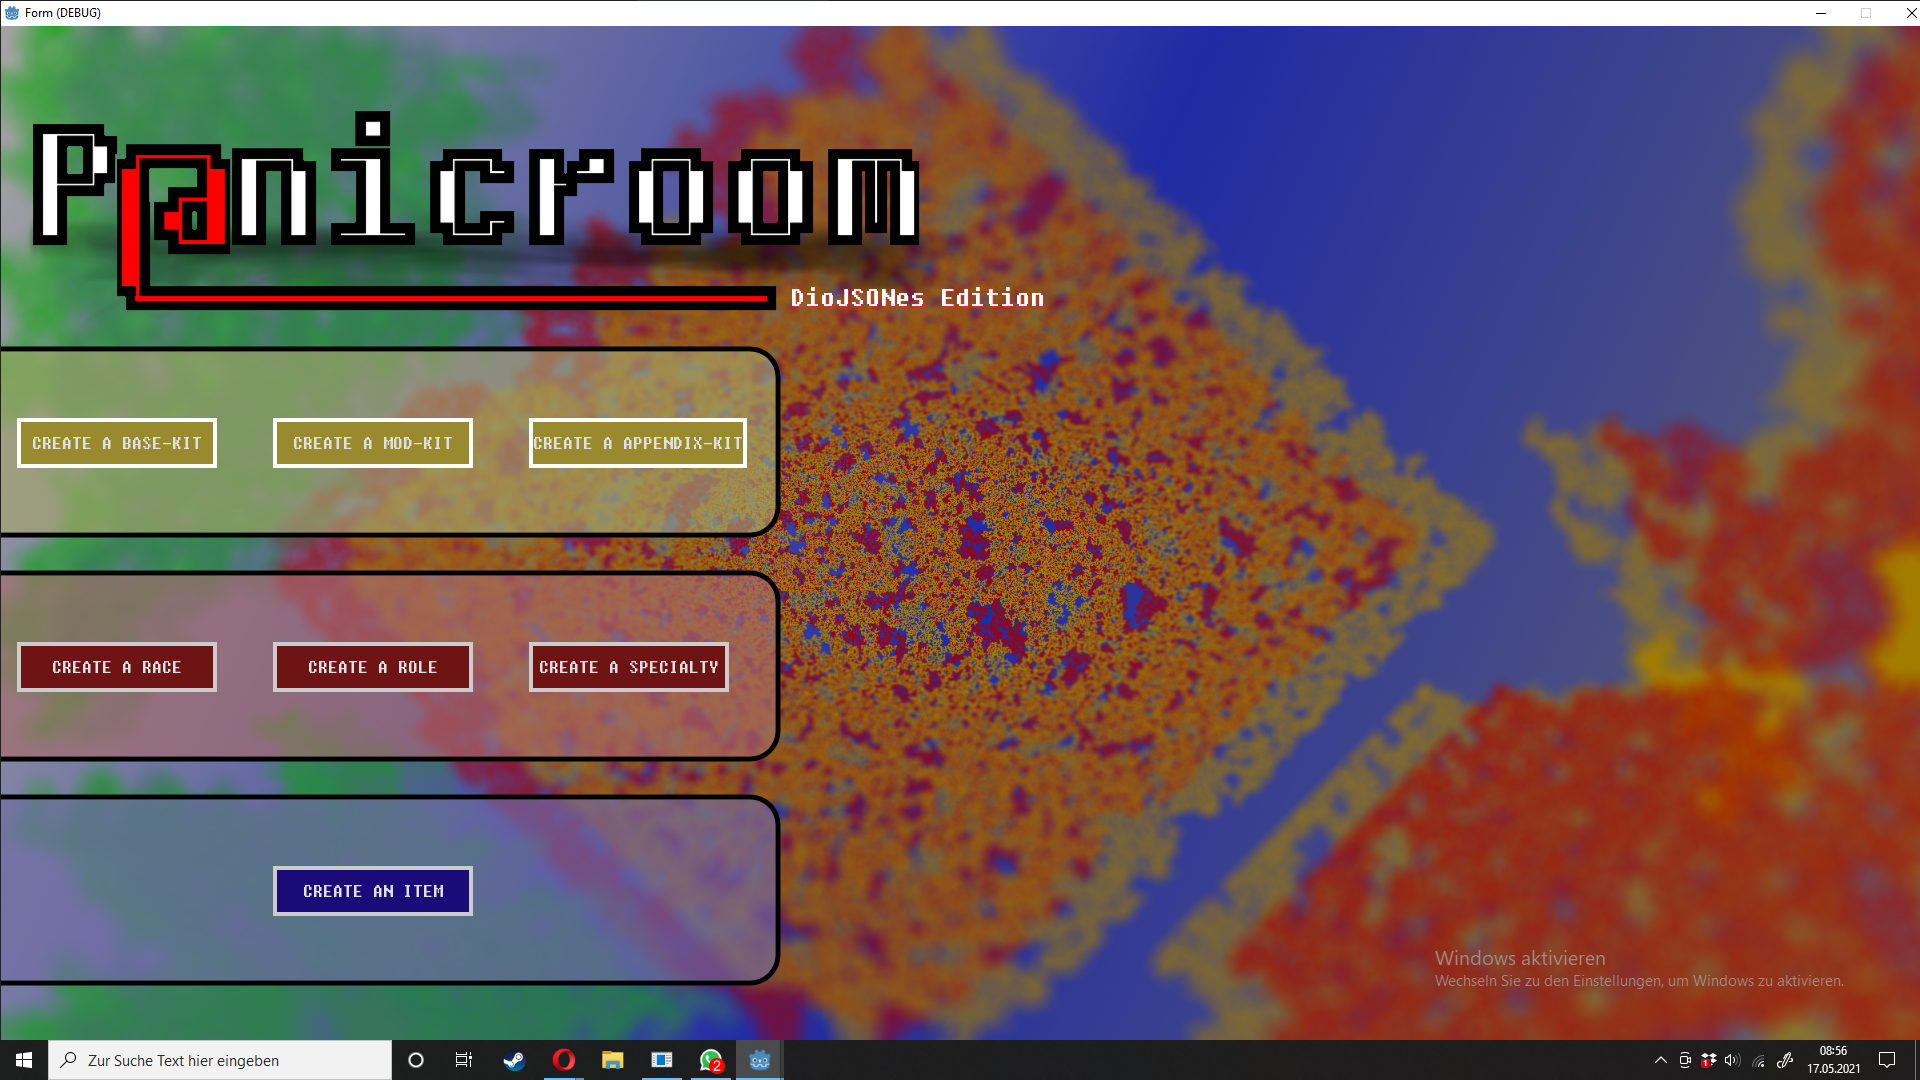 Form (DEBUG)
Panicroom
DioJSONes Edition
CREATE A BASE-KIT
CREATE A MOD-KIT
CREATE A APPENDIX-KIT
CREATE A RACE
CREATE A ROLE
CREATE A SPECIALTY
CREATE AN ITEM
Windows aktivieren
Wechseln Sie zu den Einstellungen, um Windows zu aktivieren.
Zur Suche Text hier eingeben
2
1
08:56
17.05.2021